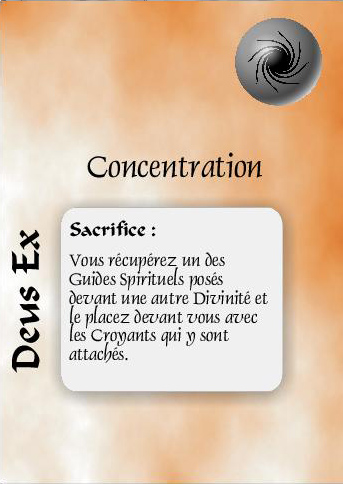 Concentration
Deus Ex
Sacrifice :
Vous récupérez un des
Guides Spirituels posés
devant une autre Divinité et
le placez devant vous avec
les Croyants qui y sont
attachés.